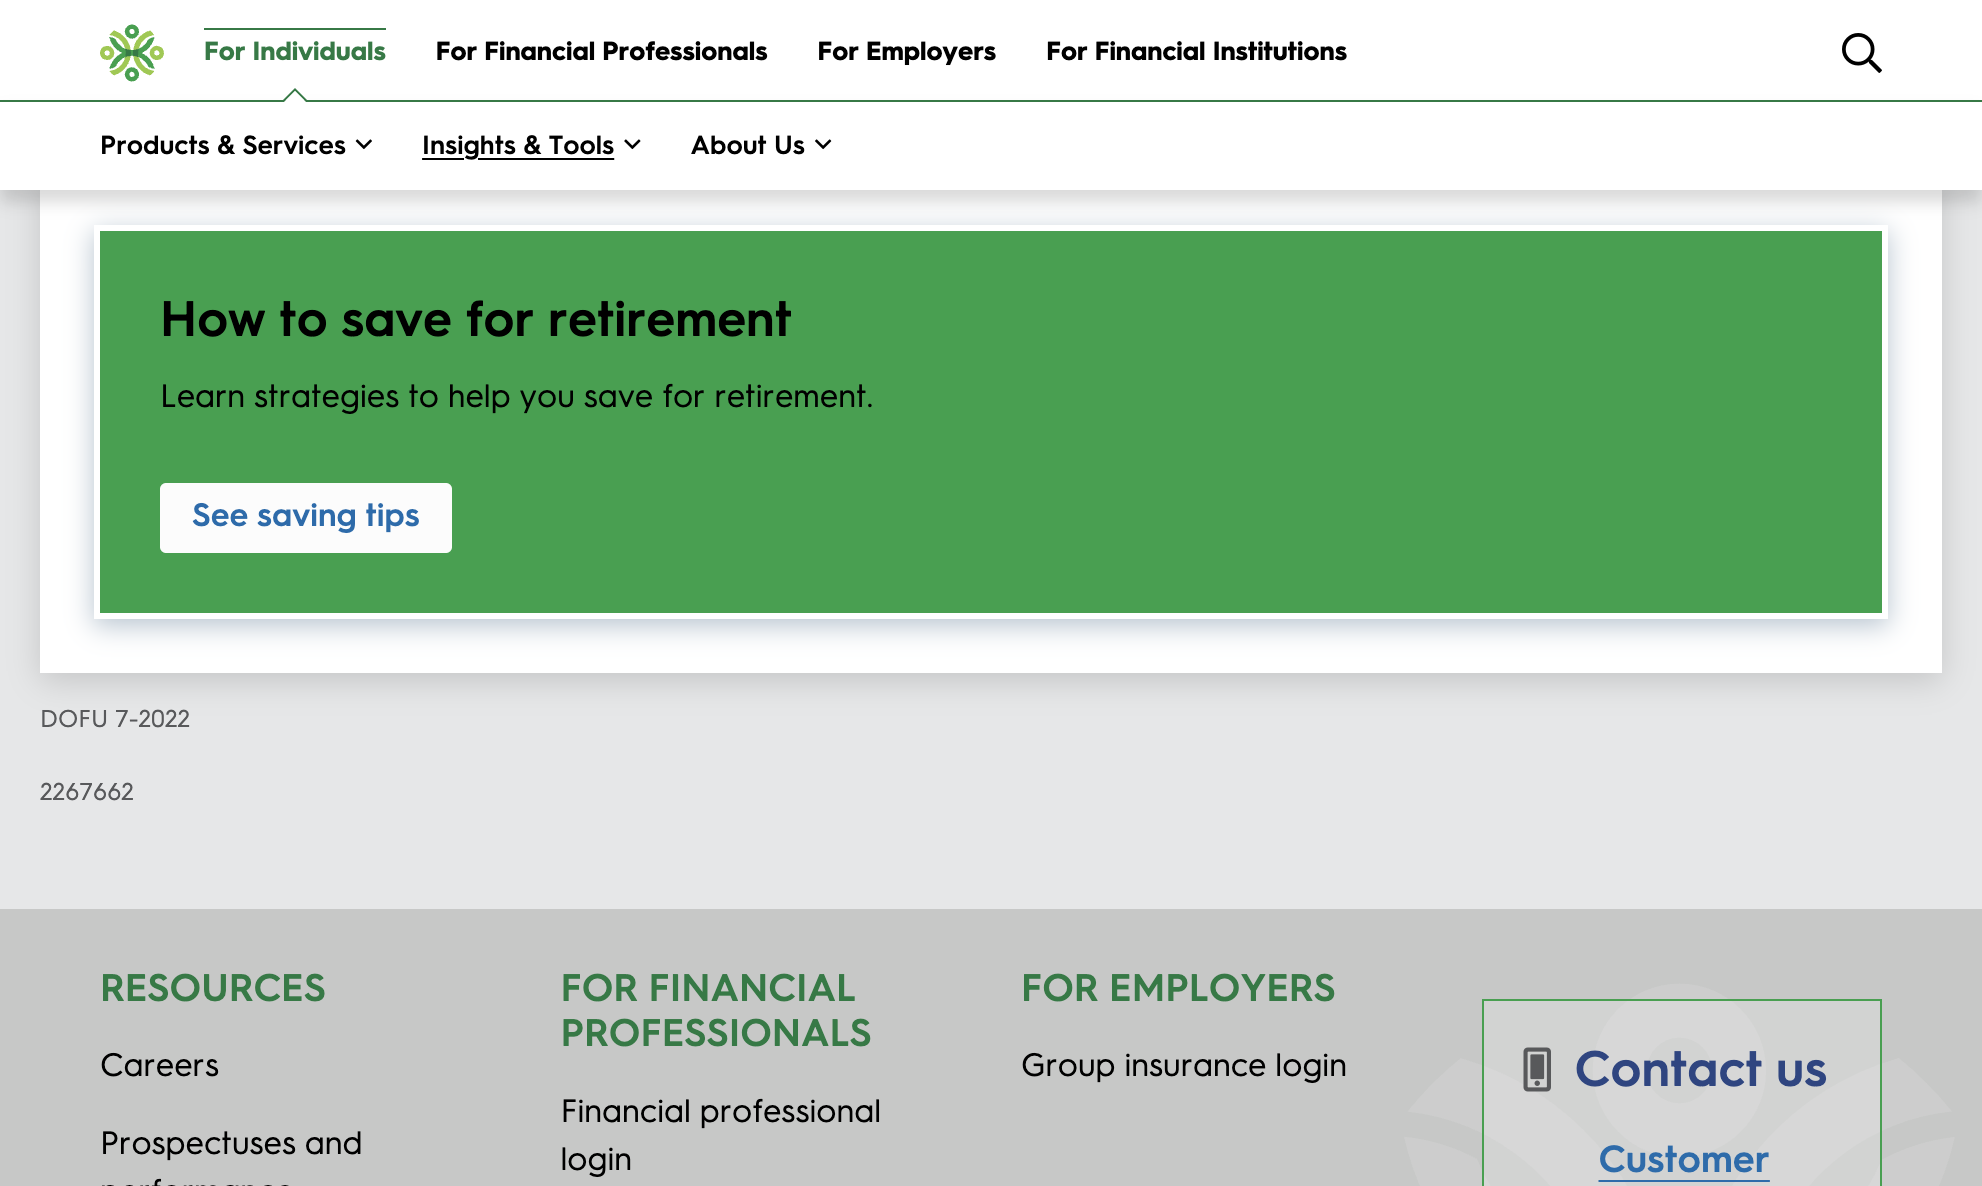 For Individuals For Financial Professionals For Employers For Financial Institutions
Products & Services Insights & Tools About Us
How to save for retirement
Learn strategies to help you save for retirement.
See saving tips
DOFU 7-2022
2267662
RESOURCES
Careers
Prospectuses and
performance
FOR FINANCIAL
PROFESSIONALS
Financial professional
login
FOR EMPLOYERS
Group insurance login
Contact us
Customer